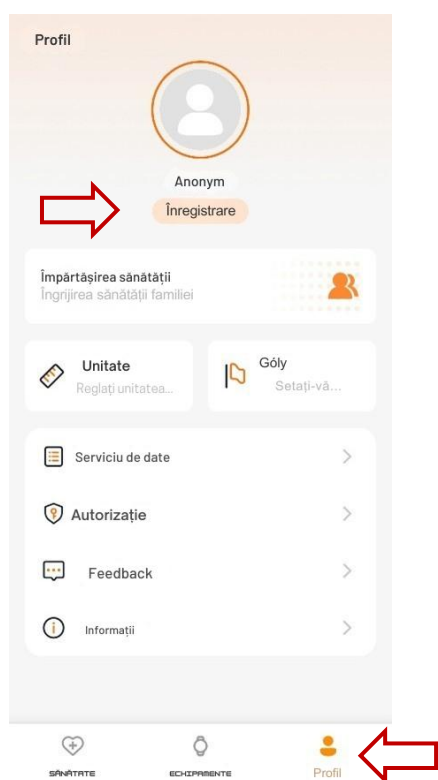 Profil
Anonym
Înregistrare
Împărtășirea sănătății
Îngrijirea sănătății familiei
Unitate
Reglați unitatea...
Góly
Setați-vă...
Serviciu de date
Autorizație
Feedback
Informații
SĂNĂTATE
ECHIPAMENTE
Profil